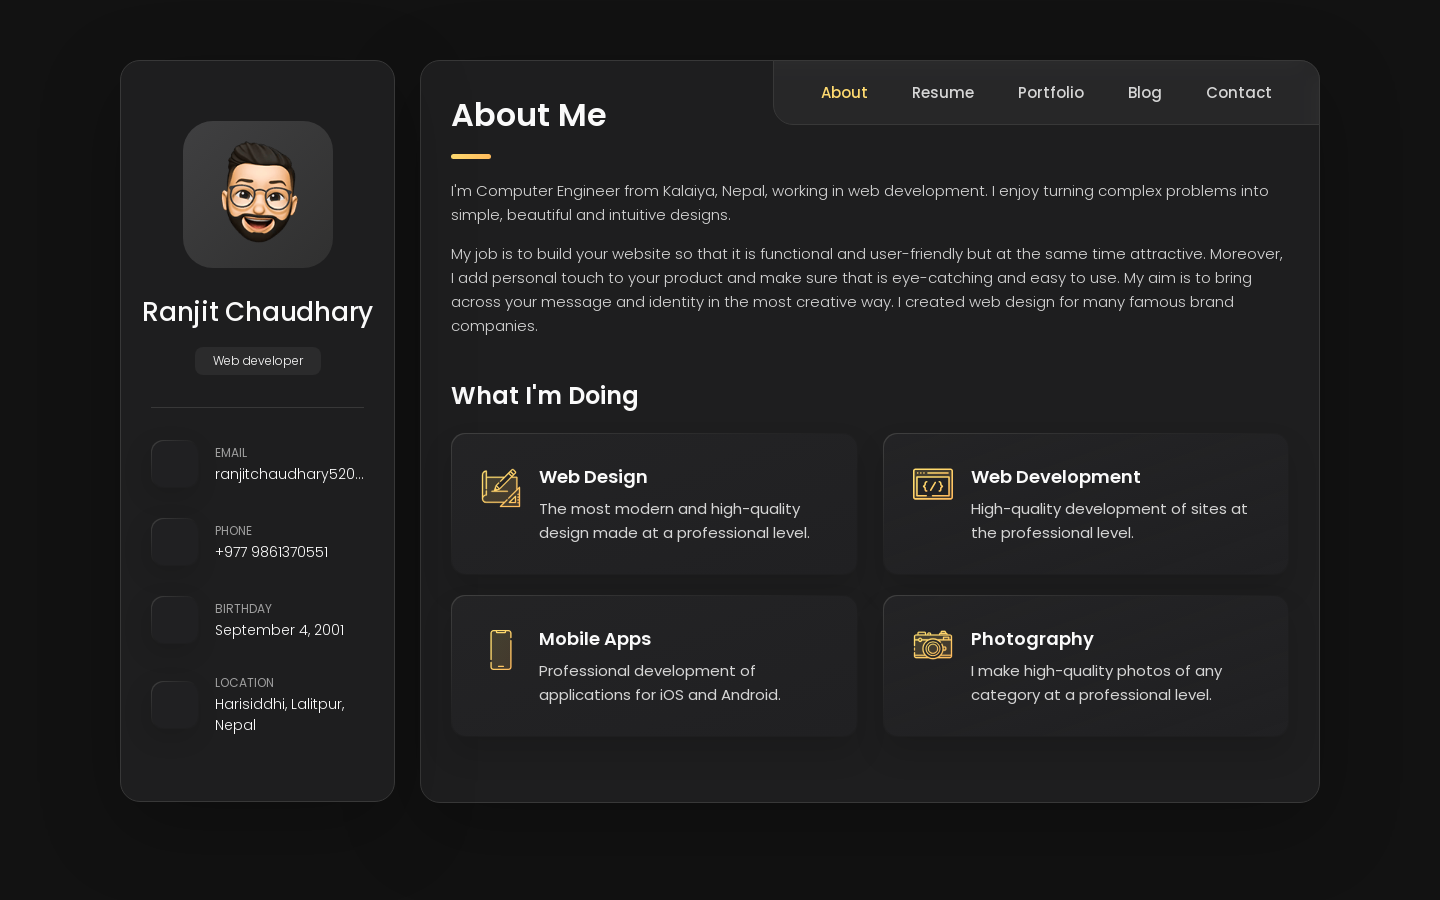 Ranjit Chaudhary
Web developer
EMAIL
ranjitchaudhary520...
PHONE
+977 9861370551
BIRTHDAY
September 4, 2001
LOCATION
Harisiddhi, Lalitpur,
Nepal
About
Resume
Portfolio
Blog
Contact
About Me
I'm Computer Engineer from Kalaiya, Nepal, working in web development. I enjoy turning complex problems into
simple, beautiful and intuitive designs.
My job is to build your website so that it is functional and user-friendly but at the same time attractive. Moreover,
I add personal touch to your product and make sure that is eye-catching and easy to use. My aim is to bring
across your message and identity in the most creative way. I created web design for many famous brand
companies.
What I'm Doing
Web Design
The most modern and high-quality
design made at a professional level.
Web Development
High-quality development of sites at
the professional level.
Mobile Apps
Professional development of
applications for iOS and Android.
Photography
I make high-quality photos of any
category at a professional level.